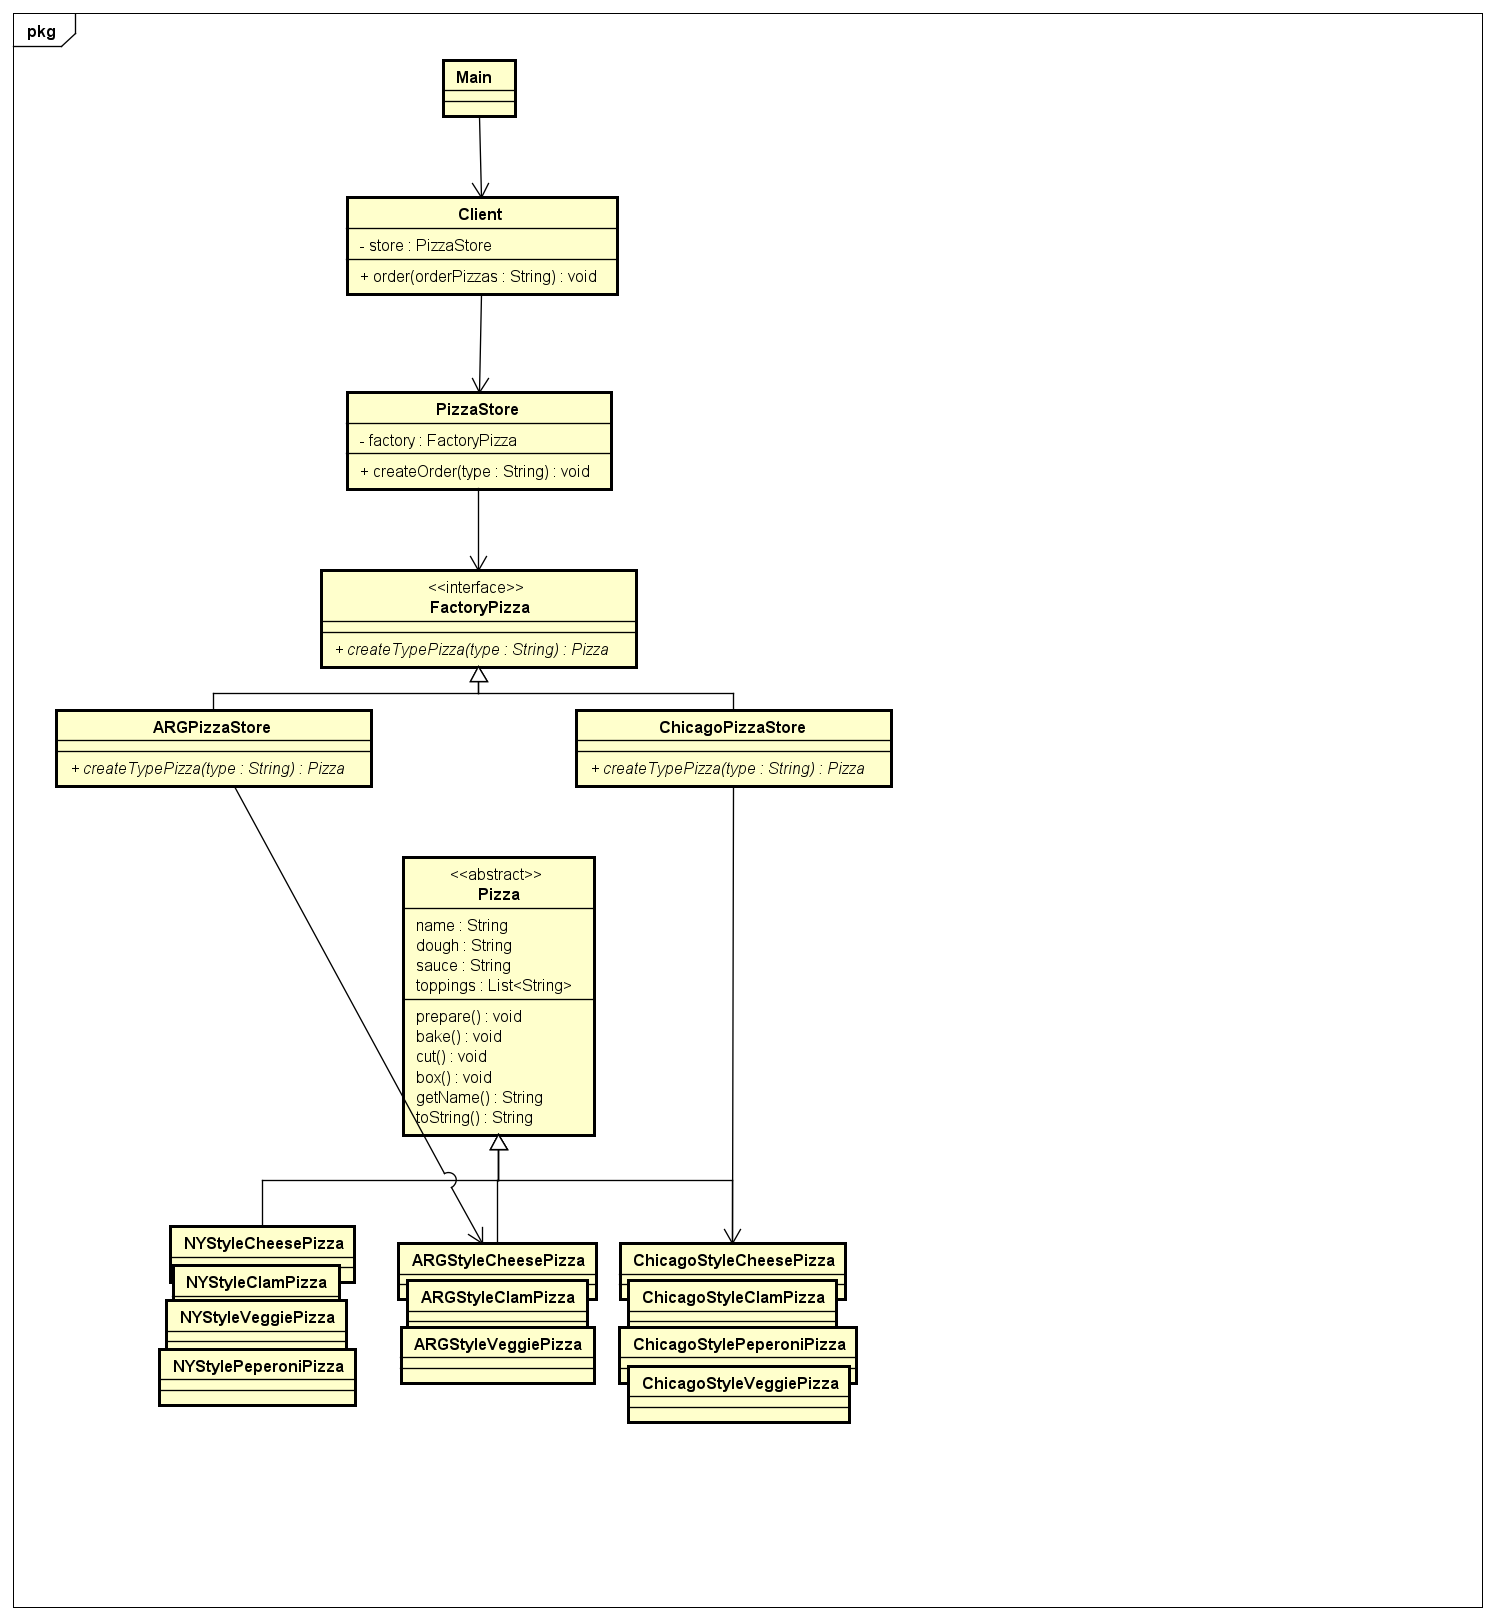 pkg
Main
Client
- store : PizzaStore
+ order(orderPizzas : String) : void
PizzaStore
- factory : FactoryPizza
+ createOrder(type : String) : void
<<interface>>
FactoryPizza
+ createTypePizza(type : String) : Pizza
ARGPizzaStore
+ createTypePizza(type : String) : Pizza
ChicagoPizzaStore
+ createTypePizza(type : String) : Pizza
<<abstract>>
Pizza
name : String
dough : String
sauce : String
toppings : List<String>
prepare() : void
bake() : void
cut() : void
box() : void
getName() : String
toString() : String
NYStyleCheesePizza
NYStyleClamPizza
NYStyleVeggiePizza
NYStylePeperoniPizza
ARGStyleCheesePizza
ARGStyleClamPizza
ARGStyleVeggiePizza
ChicagoStyleCheesePizza
ChicagoStyleClamPizza
ChicagoStylePeperoniPizza
ChicagoStyleVeggiePizza